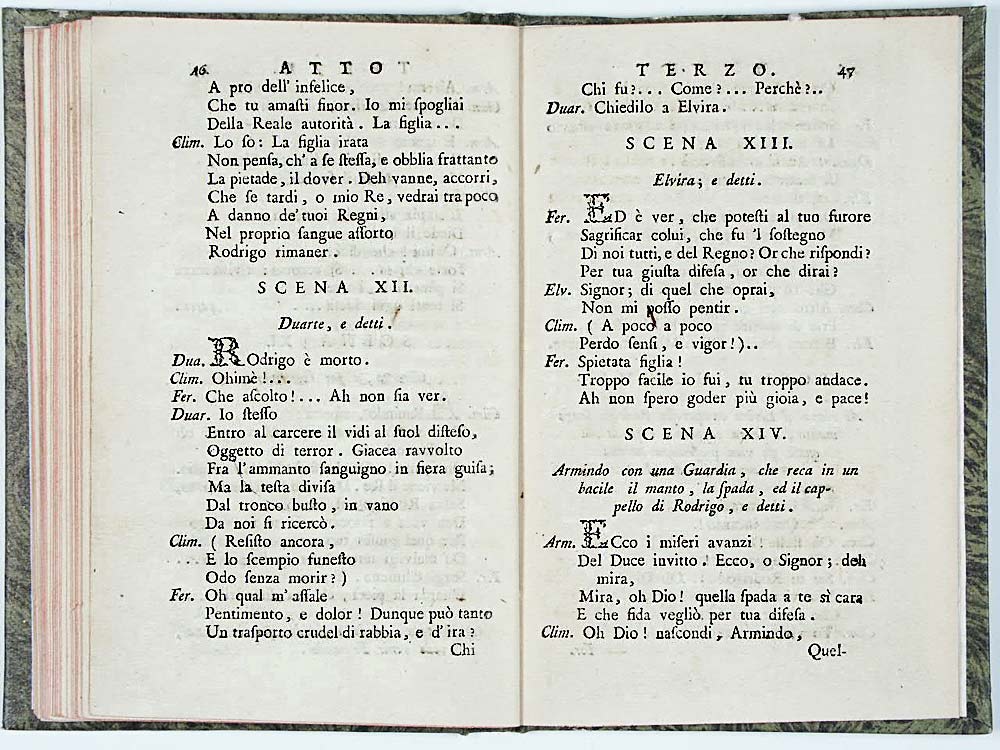 46. ATTO
A pro dell' infelice,
Che tu amaſti finor. Io mi ſpogliai
Della Reale autorità. La figlia...
Clim. Lo ſo: La figlia irata
Non penſa, ch' a ſe ſteſſa, e obblia frattanto
La pietade, il dover. Deh vanne, accorri,
Che ſe tardi, o mio Re, vedrai tra poco
A danno de' tuoi Regni,
Nel proprio ſangue aſſorto
Rodrigo rimaner.
SCENA XII.
Duarte, e detti.
Dua. ROdrigo è morto.
Clim. Ohimè!...
Fer. Che aſcolto!... Ah non ſia ver.
Duar. Io ſteſſo
Entro al carcere il vidi al ſuol diſteſo,
Oggetto di terror. Giacea ravvolto
Fra l'ammanto ſanguigno in fiera guiſa;
Ma la teſta diviſa
Dal tronco buſto, in vano
Da noi ſi ricercò.
Clim. ( Reſiſto ancora,
E lo ſcempio funeſto
Odo ſenza morir? )
Fer. Oh qual m' aſſale
Pentimento, e dolor! Dunque può tanto
Un traſporto crudel di rabbia, e d' ira?
Chi
TERZO. 47
Chi fu?... Come?... Perchè?..
Duar. Chiedilo a Elvira.
SCENA XIII.
Elvira; e detti.
Fer. ED è ver, che poteſti al tuo furore
Sagrificar colui, che fu 'l ſoſtegno
Di noi tutti, e del Regno? Or che riſpondi?
Per tua giuſta difeſa, or che dirai?
Elv. Signor; di quel che oprai,
Non mi poſſo pentir.
Clim. ( A poco a poco
Perdo ſenſi, e vigor!)..
Fer. Spietata figlia!
Troppo facile io fui, tu troppo audace.
Ah non ſpero goder più gioia, e pace!
SCENA XIV.
Armindo con una Guardia, che reca in un
bacile il manto, la ſpada, ed il cap-
pello di Rodrigo, e detti.
Arm. ECco i miſeri avanzi
Del Duce invitto. Ecco, o Signor; deh
mira,
Mira, oh Dio! quella ſpada a te sì cara
E che fida vegliò per tua difeſa.
Clim. Oh Dio! naſcondi, Armindo,
Quel-